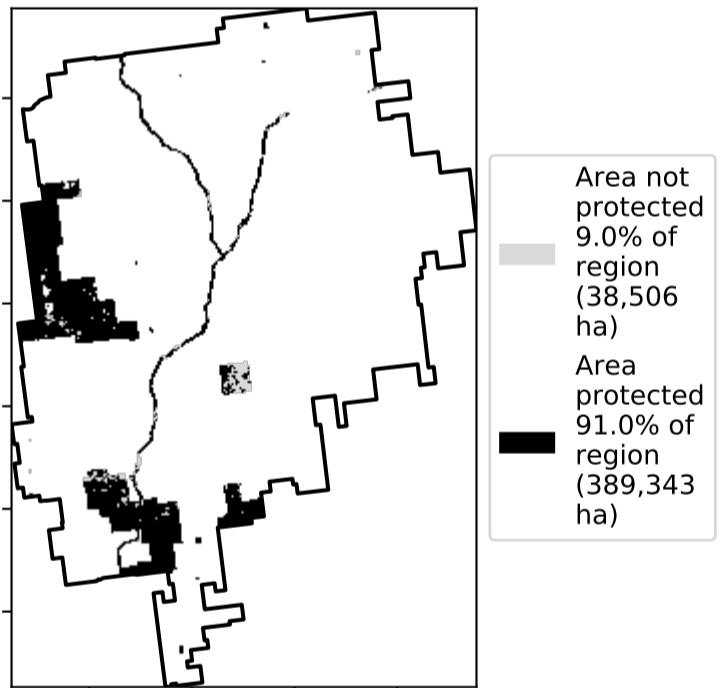 Area not
protected
9.0% of
region
(38,506
ha)
Area
protected
91.0% of
region
(389,343
ha)